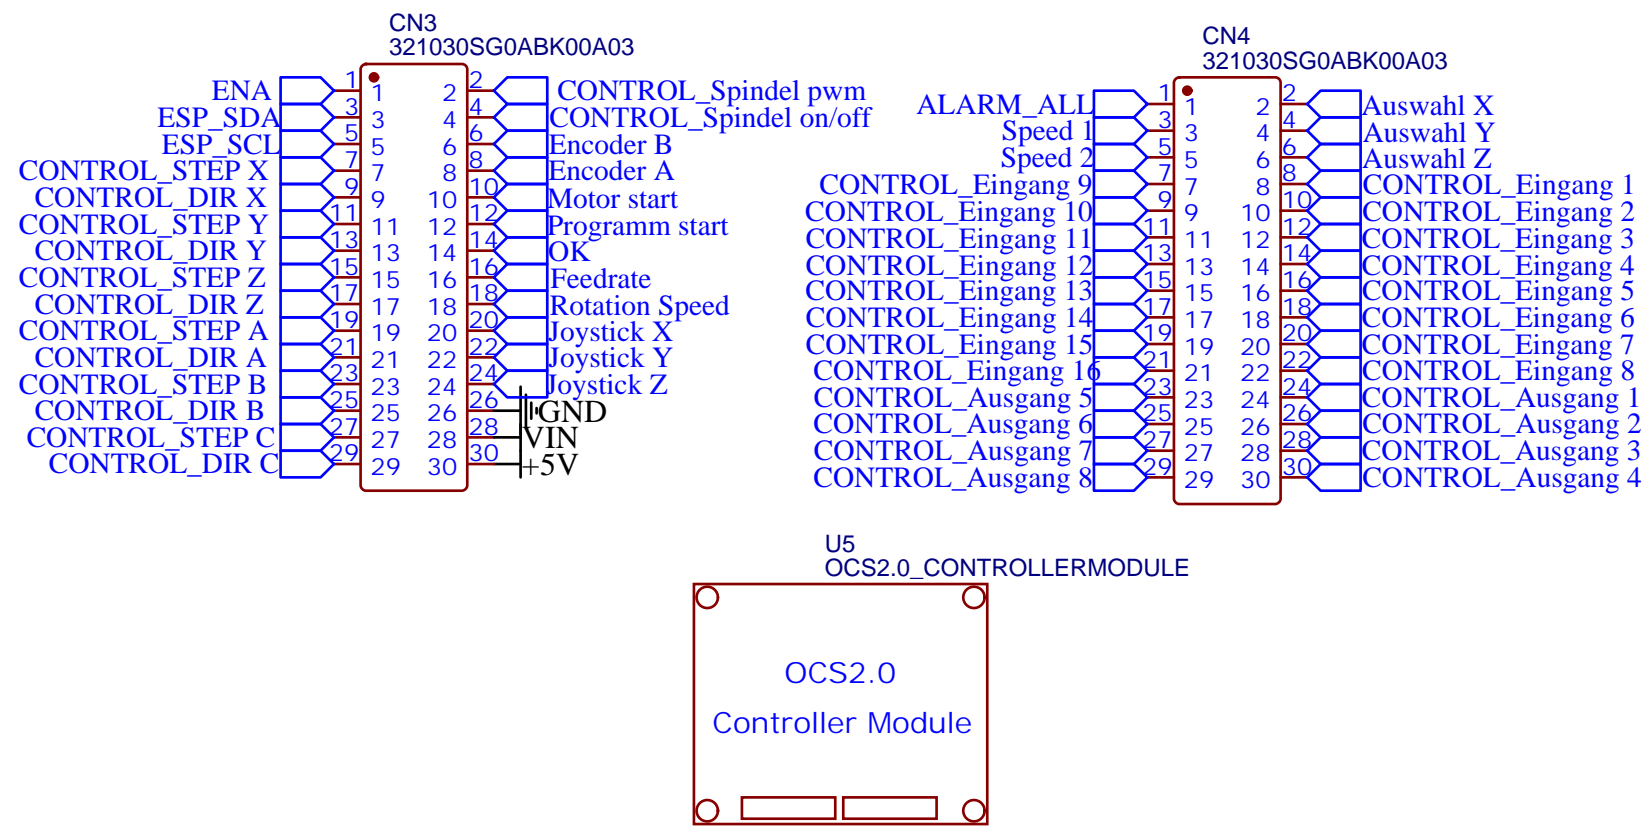 CN3
321030SG0ABK00A03
ENA 1 1 2 2 CONTROL_Spindel pwm
ESP_SDA 3 3 4 4 CONTROL_Spindel on/off
ESP_SCL 5 5 6 6 Encoder B
CONTROL_STEP X 7 7 8 8 Encoder A
CONTROL_DIR X 9 9 10 10 Motor start
CONTROL_STEP Y 11 11 12 12 Programm start
CONTROL_DIR Y 13 13 14 14 OK
CONTROL_STEP Z 15 15 16 16 Feedrate
CONTROL_DIR Z 17 17 18 18 Rotation Speed
CONTROL_STEP A 19 19 20 20 Joystick X
CONTROL_DIR A 21 21 22 22 Joystick Y
CONTROL_STEP B 23 23 24 24 Joystick Z
CONTROL_DIR B 25 25 26 26 GND
CONTROL_STEP C 27 27 28 28 VIN
CONTROL_DIR C 29 29 30 30 +5V
CN4
321030SG0ABK00A03
ALARM_ALL 1 1 2 2 Auswahl X
Speed 1 3 3 4 4 Auswahl Y
Speed 2 5 5 6 6 Auswahl Z
CONTROL_Eingang 9 7 7 8 8 CONTROL_Eingang 1
CONTROL_Eingang 10 9 9 10 10 CONTROL_Eingang 2
CONTROL_Eingang 11 11 11 12 12 CONTROL_Eingang 3
CONTROL_Eingang 12 13 13 14 14 CONTROL_Eingang 4
CONTROL_Eingang 13 15 15 16 16 CONTROL_Eingang 5
CONTROL_Eingang 14 17 17 18 18 CONTROL_Eingang 6
CONTROL_Eingang 15 19 19 20 20 CONTROL_Eingang 7
CONTROL_Eingang 16 21 21 22 22 CONTROL_Eingang 8
CONTROL_Ausgang 5 23 23 24 24 CONTROL_Ausgang 1
CONTROL_Ausgang 6 25 25 26 26 CONTROL_Ausgang 2
CONTROL_Ausgang 7 27 27 28 28 CONTROL_Ausgang 3
CONTROL_Ausgang 8 29 29 30 30 CONTROL_Ausgang 4
U5
OCS2.0_CONTROLLERMODULE
OCS2.0
Controller Module